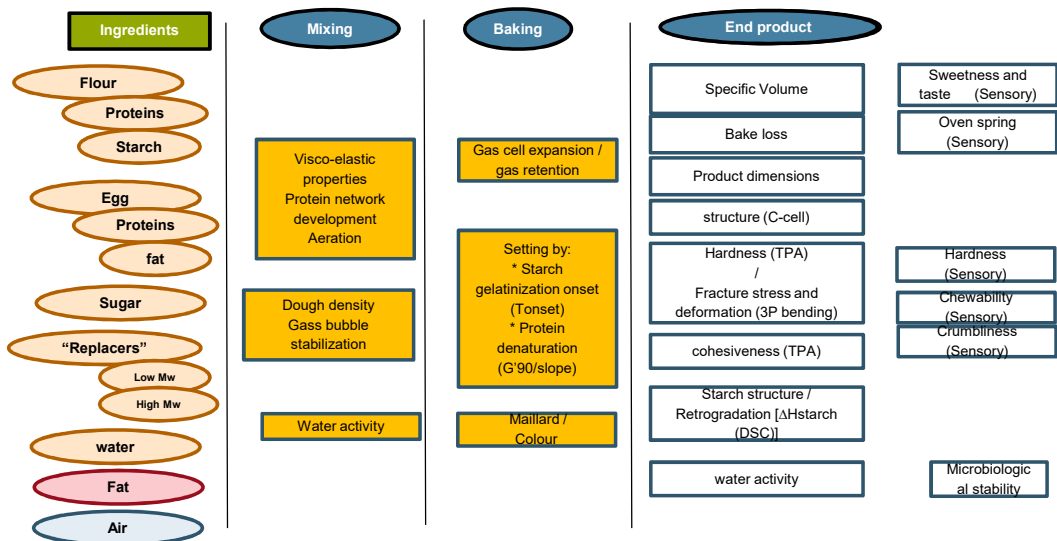 Ingredients
Mixing
Baking
End product
Flour
Proteins
Starch
Egg
Proteins
fat
Sugar
“Replacers”
Low Mw
High Mw
water
Fat
Air
Visco-elastic
properties
Protein network
development
Aeration
Dough density
Gass bubble
stabilization
Water activity
Gas cell expansion /
gas retention
Setting by:
* Starch
gelatinization onset
(Tonset)
* Protein
denaturation
(G’90/slope)
Maillard /
Colour
Specific Volume
Bake loss
Product dimensions
structure (C-cell)
Hardness (TPA)
/
Fracture stress and
deformation (3P bending)
cohesiveness (TPA)
Starch structure /
Retrogradation [∆Hstarch
(DSC)]
water activity
Sweetness and
taste (Sensory)
Oven spring
(Sensory)
Hardness
(Sensory)
Chewability
(Sensory)
Crumbliness
(Sensory)
Microbiologic
al stability